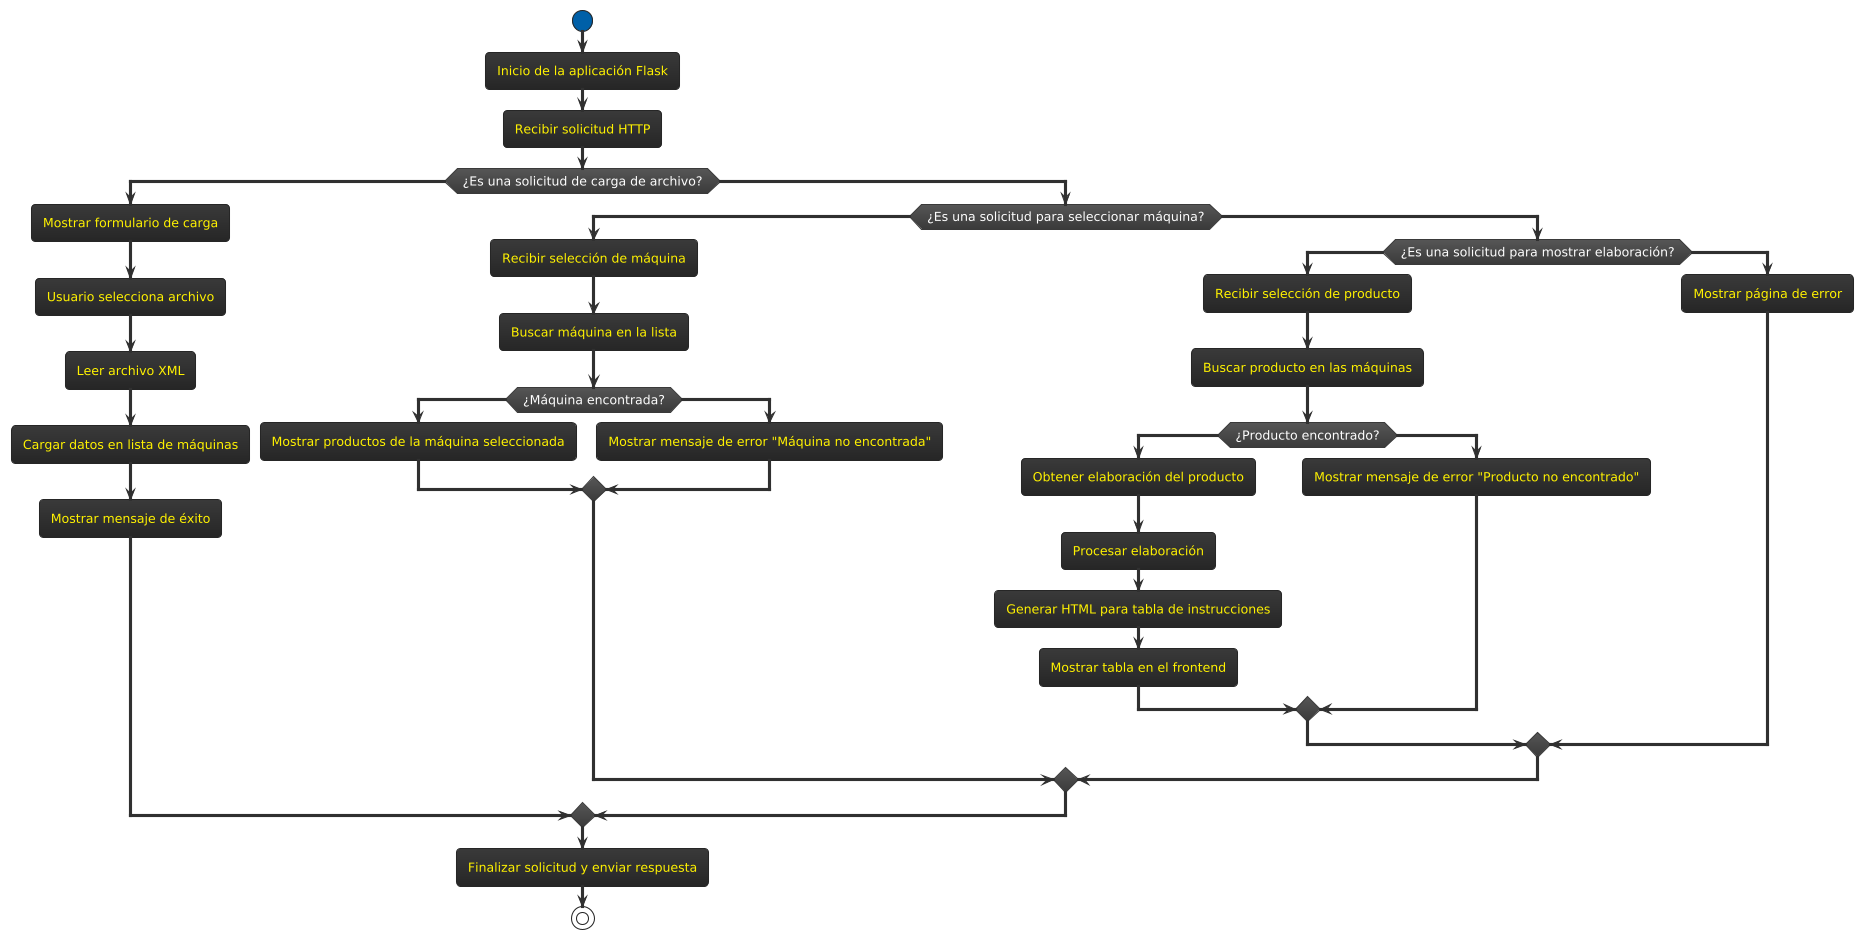 Inicio de la aplicación Flask
Recibir solicitud HTTP
¿Es una solicitud de carga de archivo?
Mostrar formulario de carga
Usuario selecciona archivo
Leer archivo XML
Cargar datos en lista de máquinas
Mostrar mensaje de éxito
¿Es una solicitud para seleccionar máquina?
Recibir selección de máquina
Buscar máquina en la lista
¿Máquina encontrada?
Mostrar productos de la máquina seleccionada
Mostrar mensaje de error "Máquina no encontrada"
¿Es una solicitud para mostrar elaboración?
Recibir selección de producto
Buscar producto en las máquinas
¿Producto encontrado?
Obtener elaboración del producto
Procesar elaboración
Generar HTML para tabla de instrucciones
Mostrar tabla en el frontend
Mostrar mensaje de error "Producto no encontrado"
Mostrar página de error
Finalizar solicitud y enviar respuesta